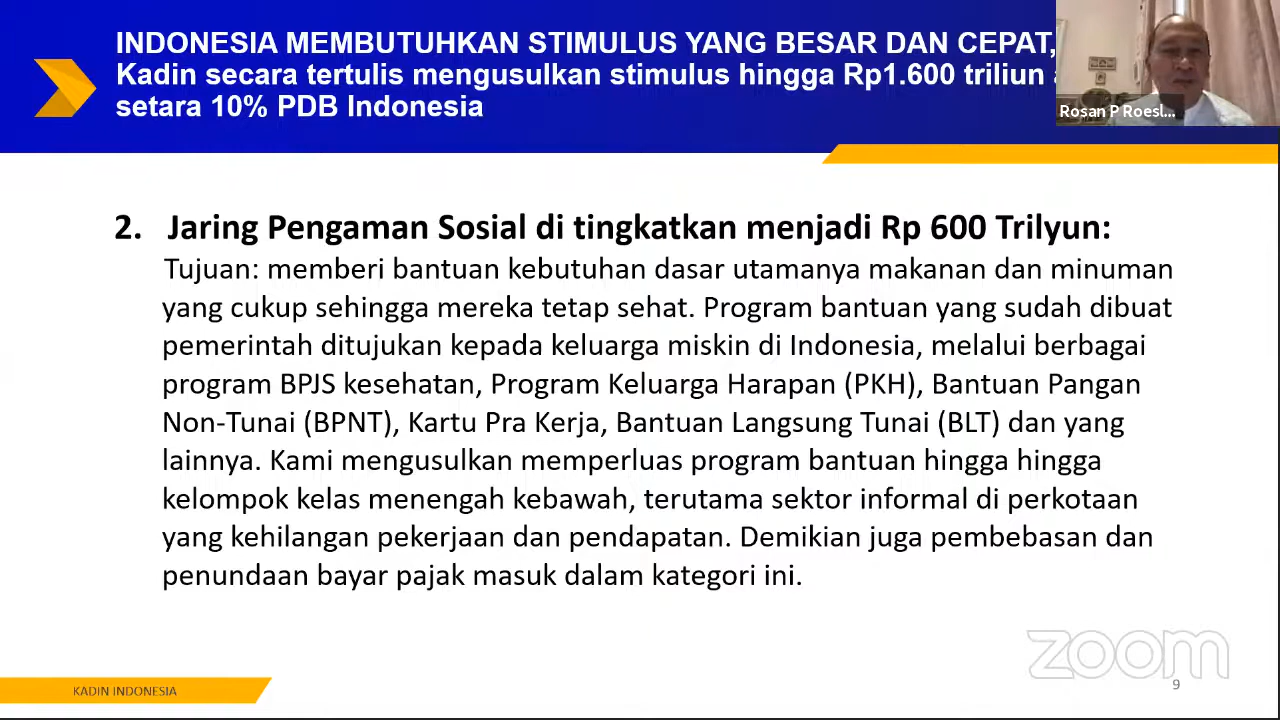 INDONESIA MEMBUTUHKAN STIMULUS YANG BESAR DAN CEPAT,
Kadin secara tertulis mengusulkan stimulus hingga Rp1.600 triliun
setara 10% PDB Indonesia
Rosan P Roesl...
2. Jaring Pengaman Sosial di tingkatkan menjadi Rp 600 Trilyun:
Tujuan: memberi bantuan kebutuhan dasar utamanya makanan dan minuman
yang cukup sehingga mereka tetap sehat. Program bantuan yang sudah dibuat
pemerintah ditujukan kepada keluarga miskin di Indonesia, melalui berbagai
program BPJS kesehatan, Program Keluarga Harapan (PKH), Bantuan Pangan
Non-Tunai (BPNT), Kartu Pra Kerja, Bantuan Langsung Tunai (BLT) dan yang
lainnya. Kami mengusulkan memperluas program bantuan hingga hingga
kelompok kelas menengah kebawah, terutama sektor informal di perkotaan
yang kehilangan pekerjaan dan pendapatan. Demikian juga pembebasan dan
penundaan bayar pajak masuk dalam kategori ini.
zoom
KADIN INDONESIA
9